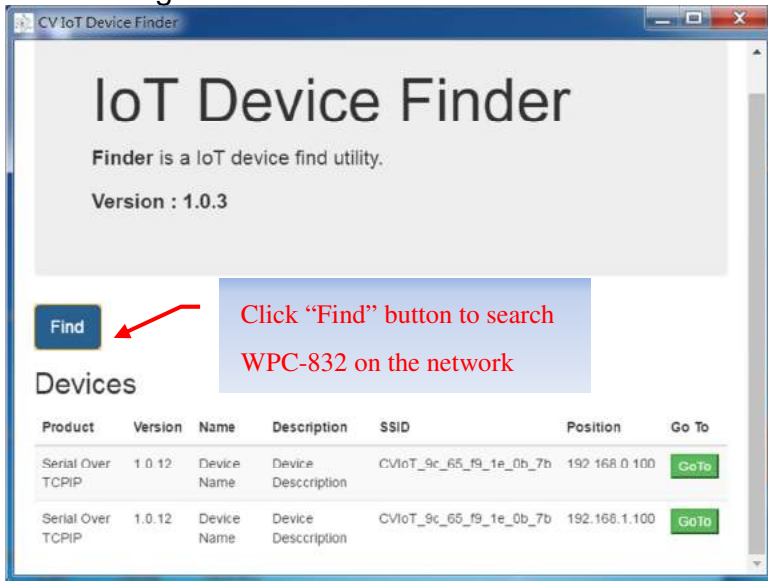 CV IoT Device Finder
IoT Device Finder
Finder is a IoT device find utility.
Version : 1.0.3
Find
Click “Find” button to search
WPC-832 on the network
Devices
Product Version Name Description SSID Position Go To
Serial Over 1.0.12 Device Device CVIoT_9c_65_f9_1e_0b_7b 192.168.0.100 GoTo
TCPIP Name Desccription
Serial Over 1.0.12 Device Device CVIoT_9c_65_f9_1e_0b_7b 192.168.1.100 GoTo
TCPIP Name Desccription